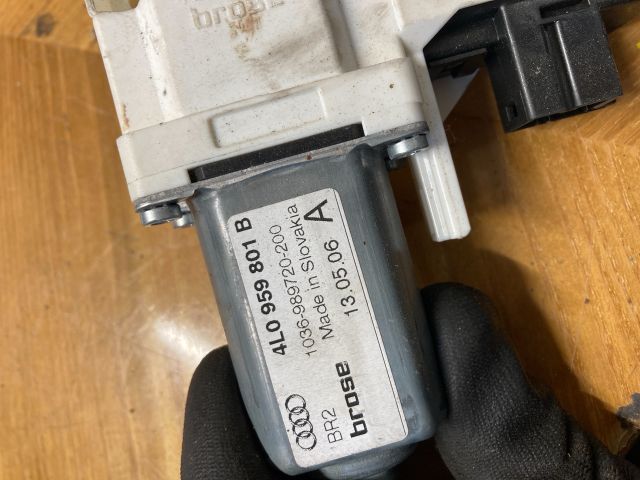 brose
4L0 959 801 B
1036-989720-200
Made in Slovakia
BR2
brose
13.05.06
A